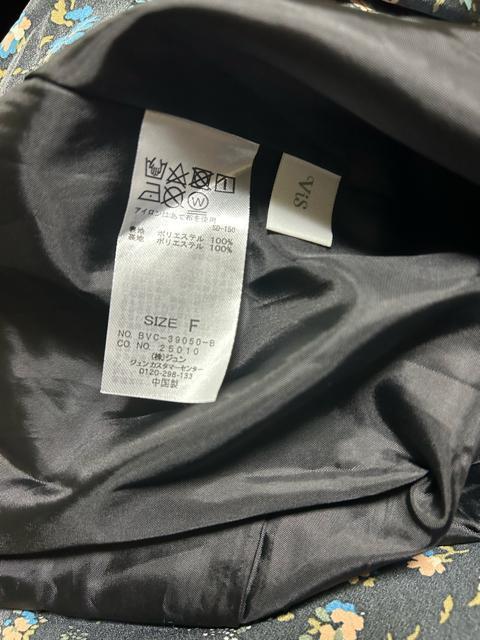 アイロンはあて布を使用
SD-150
表地 ポリエステル 100%
裏地 ポリエステル 100%
SIZE F
NO. BVC-39050-B
CO. NO. 25010
(株)ジュン
ジュンカスタマーセンター
0120-298-133
中国製
ViS